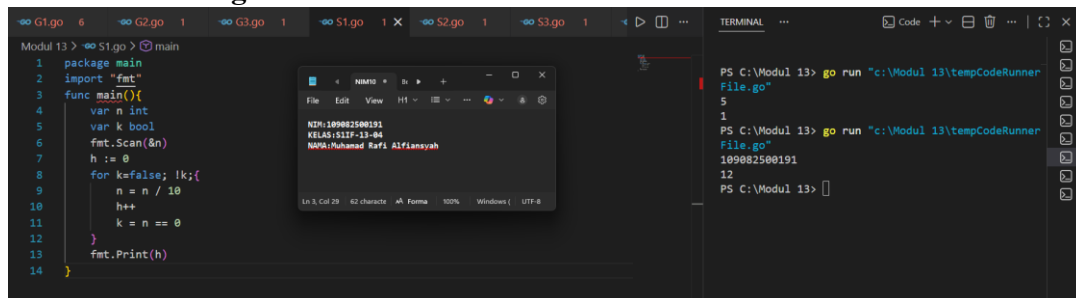 G1.go 6 G2.go 1 G3.go 1 S1.go 1 S2.go 1 S3.go 1
Modul 13 > S1.go > main
1 package main
2 import "fmt"
3 func main(){
4 var n int
5 var k bool
6 fmt.Scan(&n)
7 h := 0
8 for k=false; !k;{
9 n = n / 10
10 h++
11 k = n == 0
12 }
13 fmt.Print(h)
14 }
NIM10
File Edit View H1
NIM:109082500191
KELAS:S1IF-13-04
NAMA:Muhamad Rafi Alfiansyah
Ln 3, Col 29 62 characte Forma 100% Windows ( UTF-8
TERMINAL ... Code
PS C:\Modul 13> go run "c:\Modul 13\tempCodeRunner
File.go"
5
1
PS C:\Modul 13> go run "c:\Modul 13\tempCodeRunner
File.go"
109082500191
12
PS C:\Modul 13>